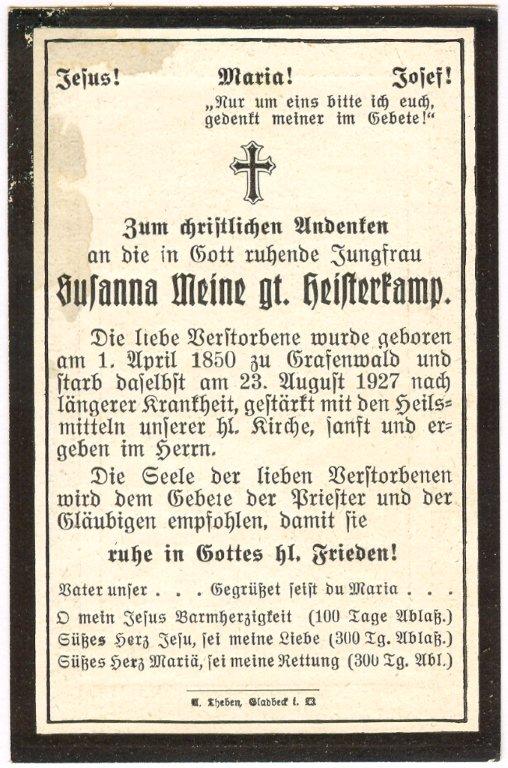 Jesus! Maria! Josef!
„Nur um eins bitte ich euch,
gedenkt meiner im Gebete!“
Zum christlichen Andenken
an die in Gott ruhende Jungfrau
Susanna Meine gt. Heisterkamp.
Die liebe Verstorbene wurde geboren
am 1. April 1850 zu Grafenwald und
starb daselbst am 23. August 1927 nach
längerer Krankheit, gestärkt mit den Heils-
mitteln unserer hl. Kirche, sanft und er-
geben im Herrn.
Die Seele der lieben Verstorbenen
wird dem Gebete der Priester und der
Gläubigen empfohlen, damit sie
ruhe in Gottes hl. Frieden!
Vater unser . . . Gegrüßet seist du Maria . . .
O mein Jesus Barmherzigkeit (100 Tage Ablaß.)
Süßes Herz Jesu, sei meine Liebe (300 Tg. Ablaß.)
Süßes Herz Mariä, sei meine Rettung (300 Tg. Abl.)
A. Theben, Gladbeck i. W.